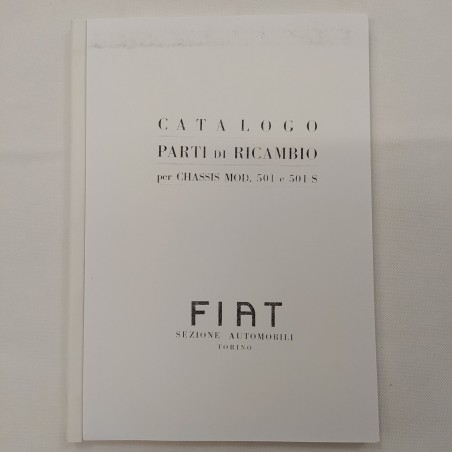 CATALOGO
PARTI DI RICAMBIO
per CHASSIS MOD. 501 e 501 S
FIAT
SEZIONE AUTOMOBILI
TORINO